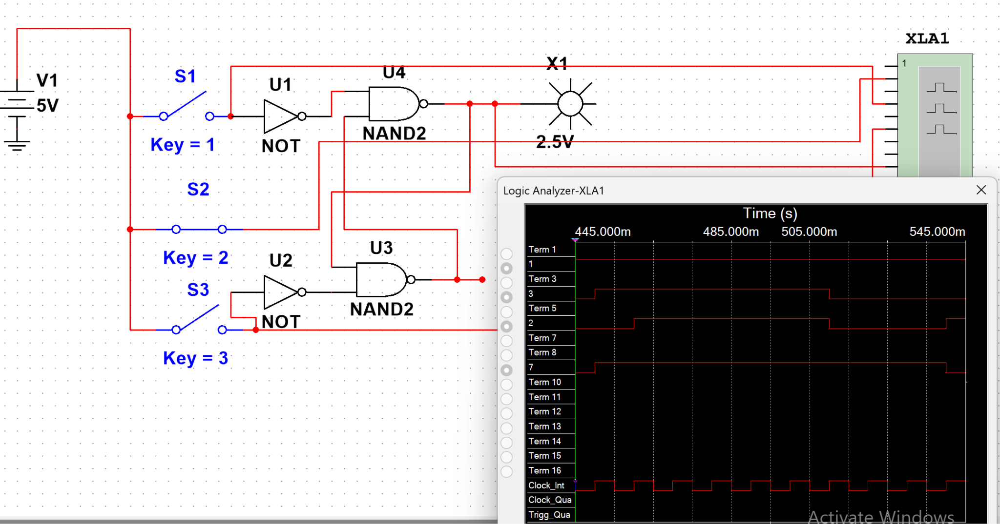 XLA1
X1
1
U4
S1
V1
U1
5V
NAND2
2.5V
Key = 1
NOT
S2
Logic Analyzer-XLA1
Time (s)
445.000m 485.000m 505.000m 545.000m
U3
Term 1
Key = 2
U2
1
Term 3
S3
3
Term 5
NAND2
NOT
2
Term 7
Term 8
Key = 3
7
Term 10
Term 11
Term 12
Term 13
Term 14
Term 15
Term 16
Clock_Int
Clock_Qua
Trigg_Qua
Activate Windows